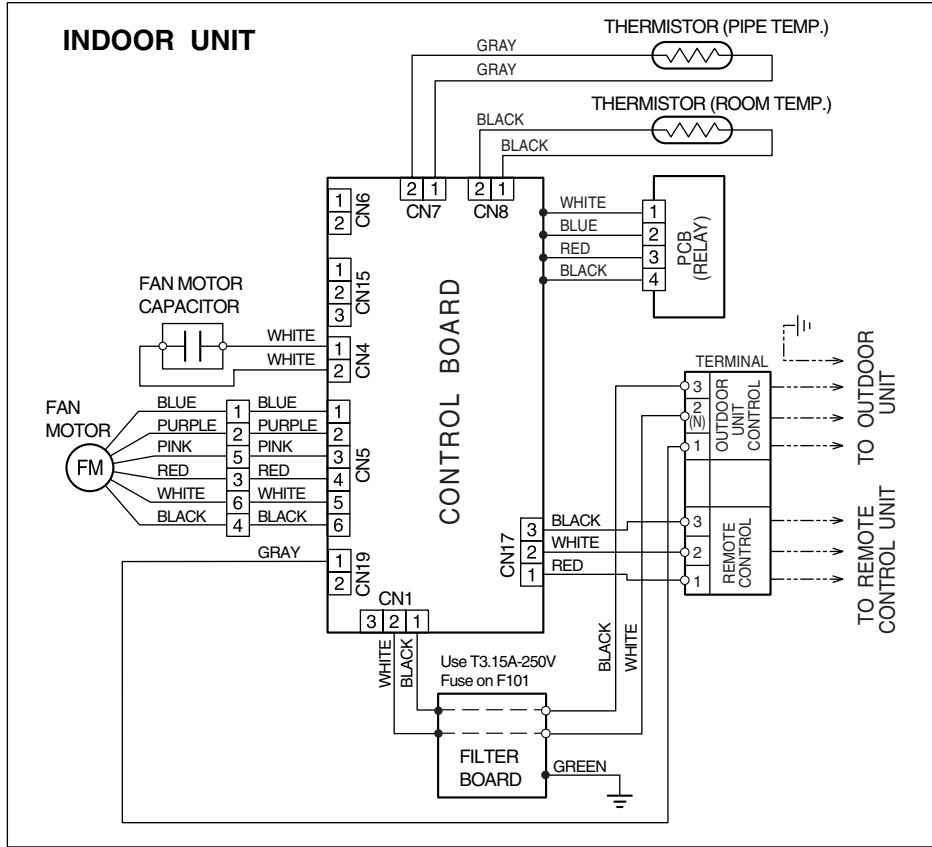 INDOOR UNIT
THERMISTOR (PIPE TEMP.)
GRAY
GRAY
THERMISTOR (ROOM TEMP.)
BLACK
BLACK
2 1
CN7
2 1
CN8
1
2
CN6
1
2
3
CN15
WHITE
BLUE
RED
BLACK
1
2
3
4
PCB
(RELAY)
FAN MOTOR
CAPACITOR
WHITE
WHITE
1
2
CN4
CONTROL BOARD
FAN
MOTOR
FM
BLUE 1 BLUE 1
PURPLE 2 PURPLE 2
PINK 5 PINK 3
RED 3 RED 4
WHITE 6 WHITE 5
BLACK 4 BLACK 6
CN5
GRAY
1
2
CN19
TERMINAL
3
2
(N)
1
OUTDOOR
UNIT
CONTROL
TO OUTDOOR
UNIT
3 BLACK 3
2 WHITE 2
1 RED 1
CN17
REMOTE
CONTROL
TO REMOTE
CONTROL UNIT
CN1
3 2 1
WHITE
BLACK
Use T3.15A-250V
Fuse on F101
BLACK
WHITE
FILTER
BOARD
GREEN